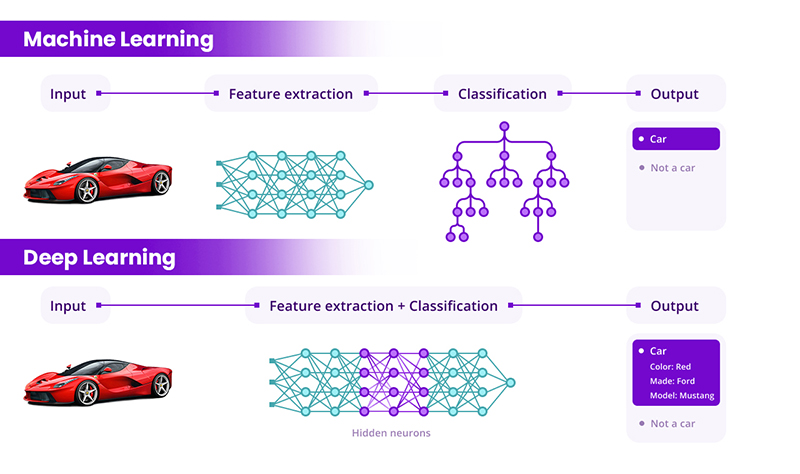 Machine Learning
Input
Feature extraction
Classification
Output
Car
Not a car
Deep Learning
Input
Feature extraction + Classification
Output
Car
Color: Red
Made: Ford
Model: Mustang
Not a car
Hidden neurons